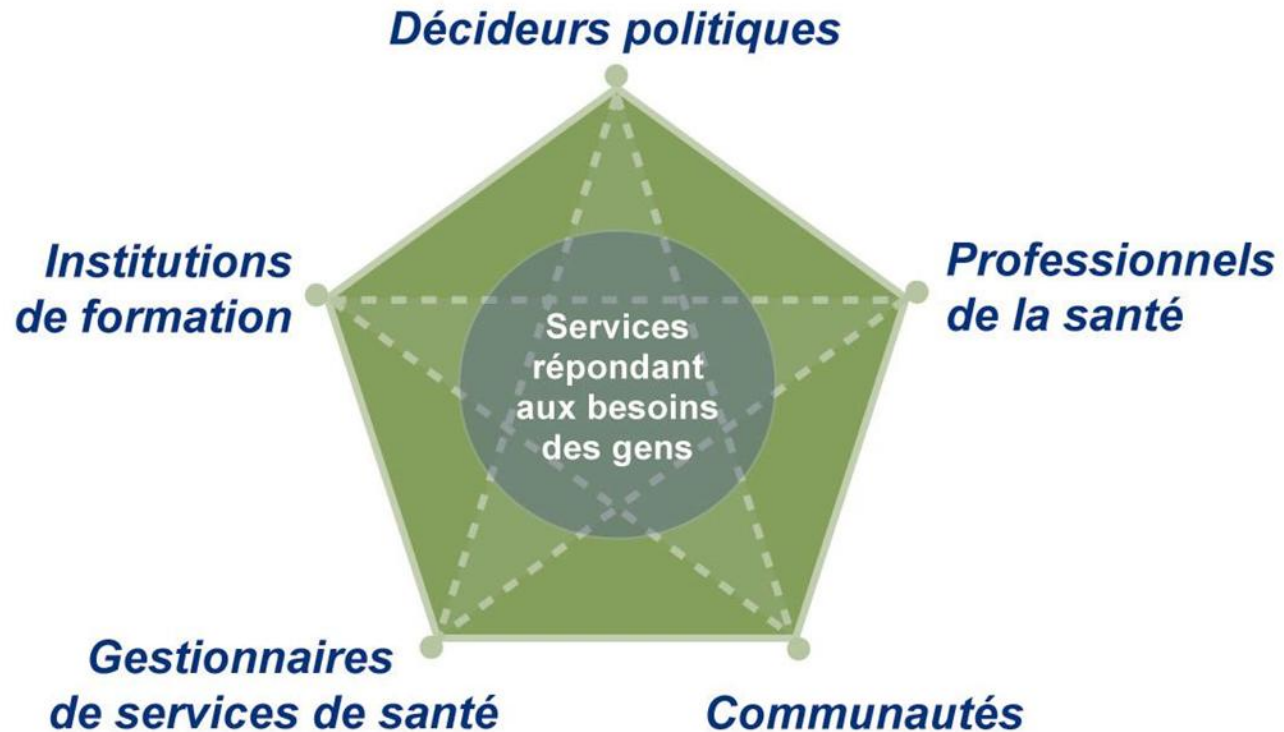 Décideurs politiques
Institutions
de formation
Professionnels
de la santé
Services
répondant
aux besoins
des gens
Gestionnaires
de services de santé
Communautés